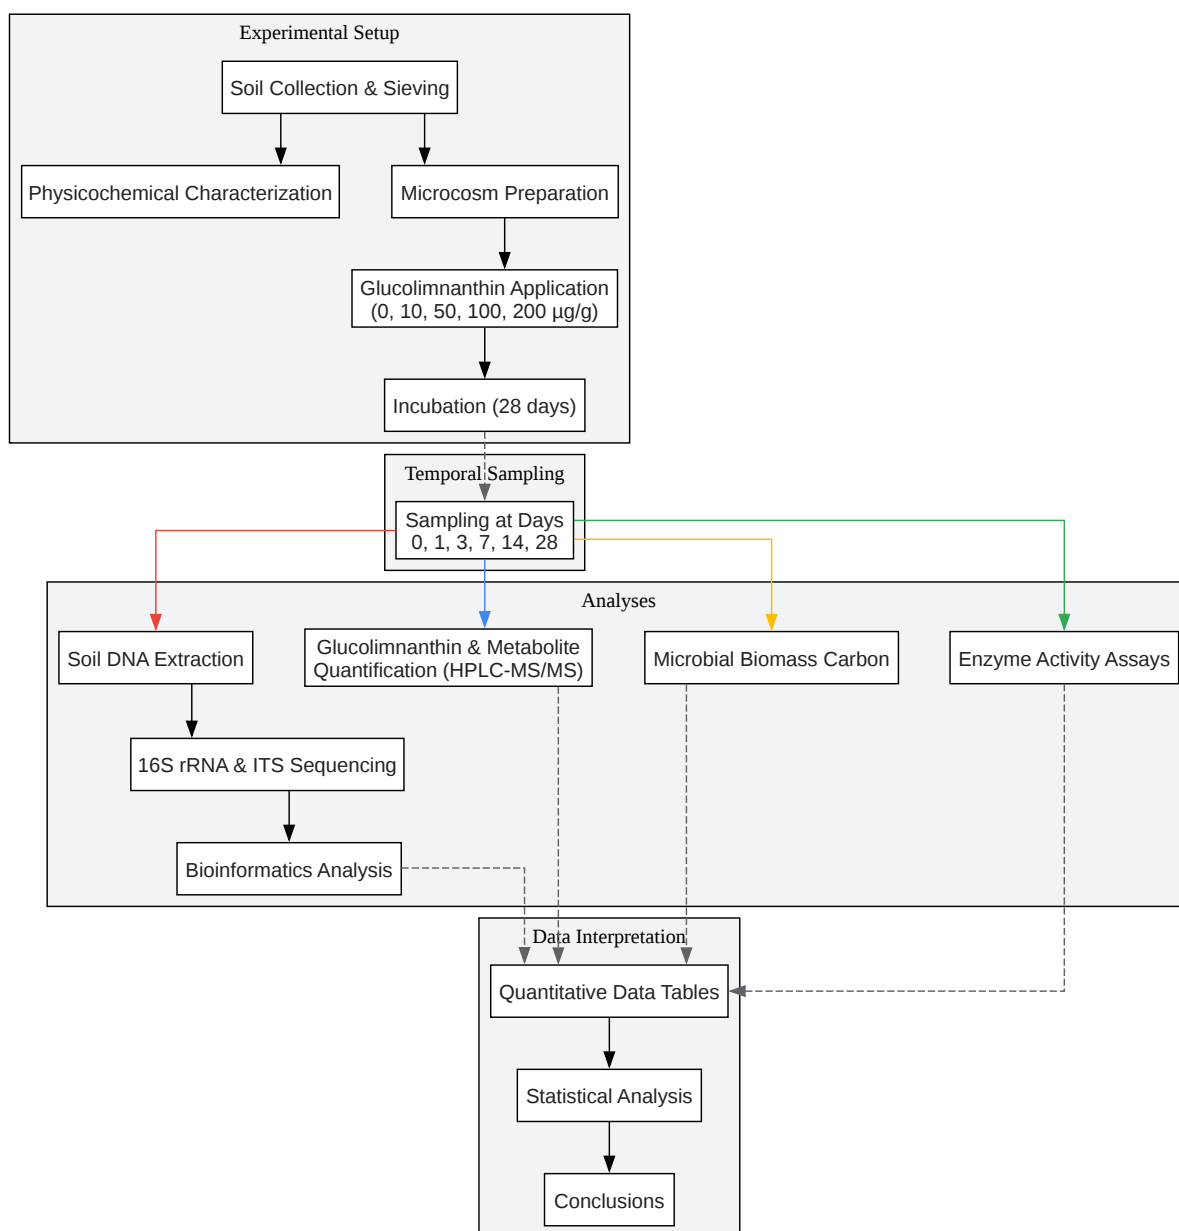 Experimental Setup
Soil Collection & Sieving
Physicochemical Characterization
Microcosm Preparation
Glucolimnanthin Application
(0, 10, 50, 100, 200 µg/g)
Incubation (28 days)
Temporal Sampling
Sampling at Days
0, 1, 3, 7, 14, 28
Analyses
Soil DNA Extraction
Glucolimnanthin & Metabolite
Quantification (HPLC-MS/MS)
Microbial Biomass Carbon
Enzyme Activity Assays
16S rRNA & ITS Sequencing
Bioinformatics Analysis
Data Interpretation
Quantitative Data Tables
Statistical Analysis
Conclusions